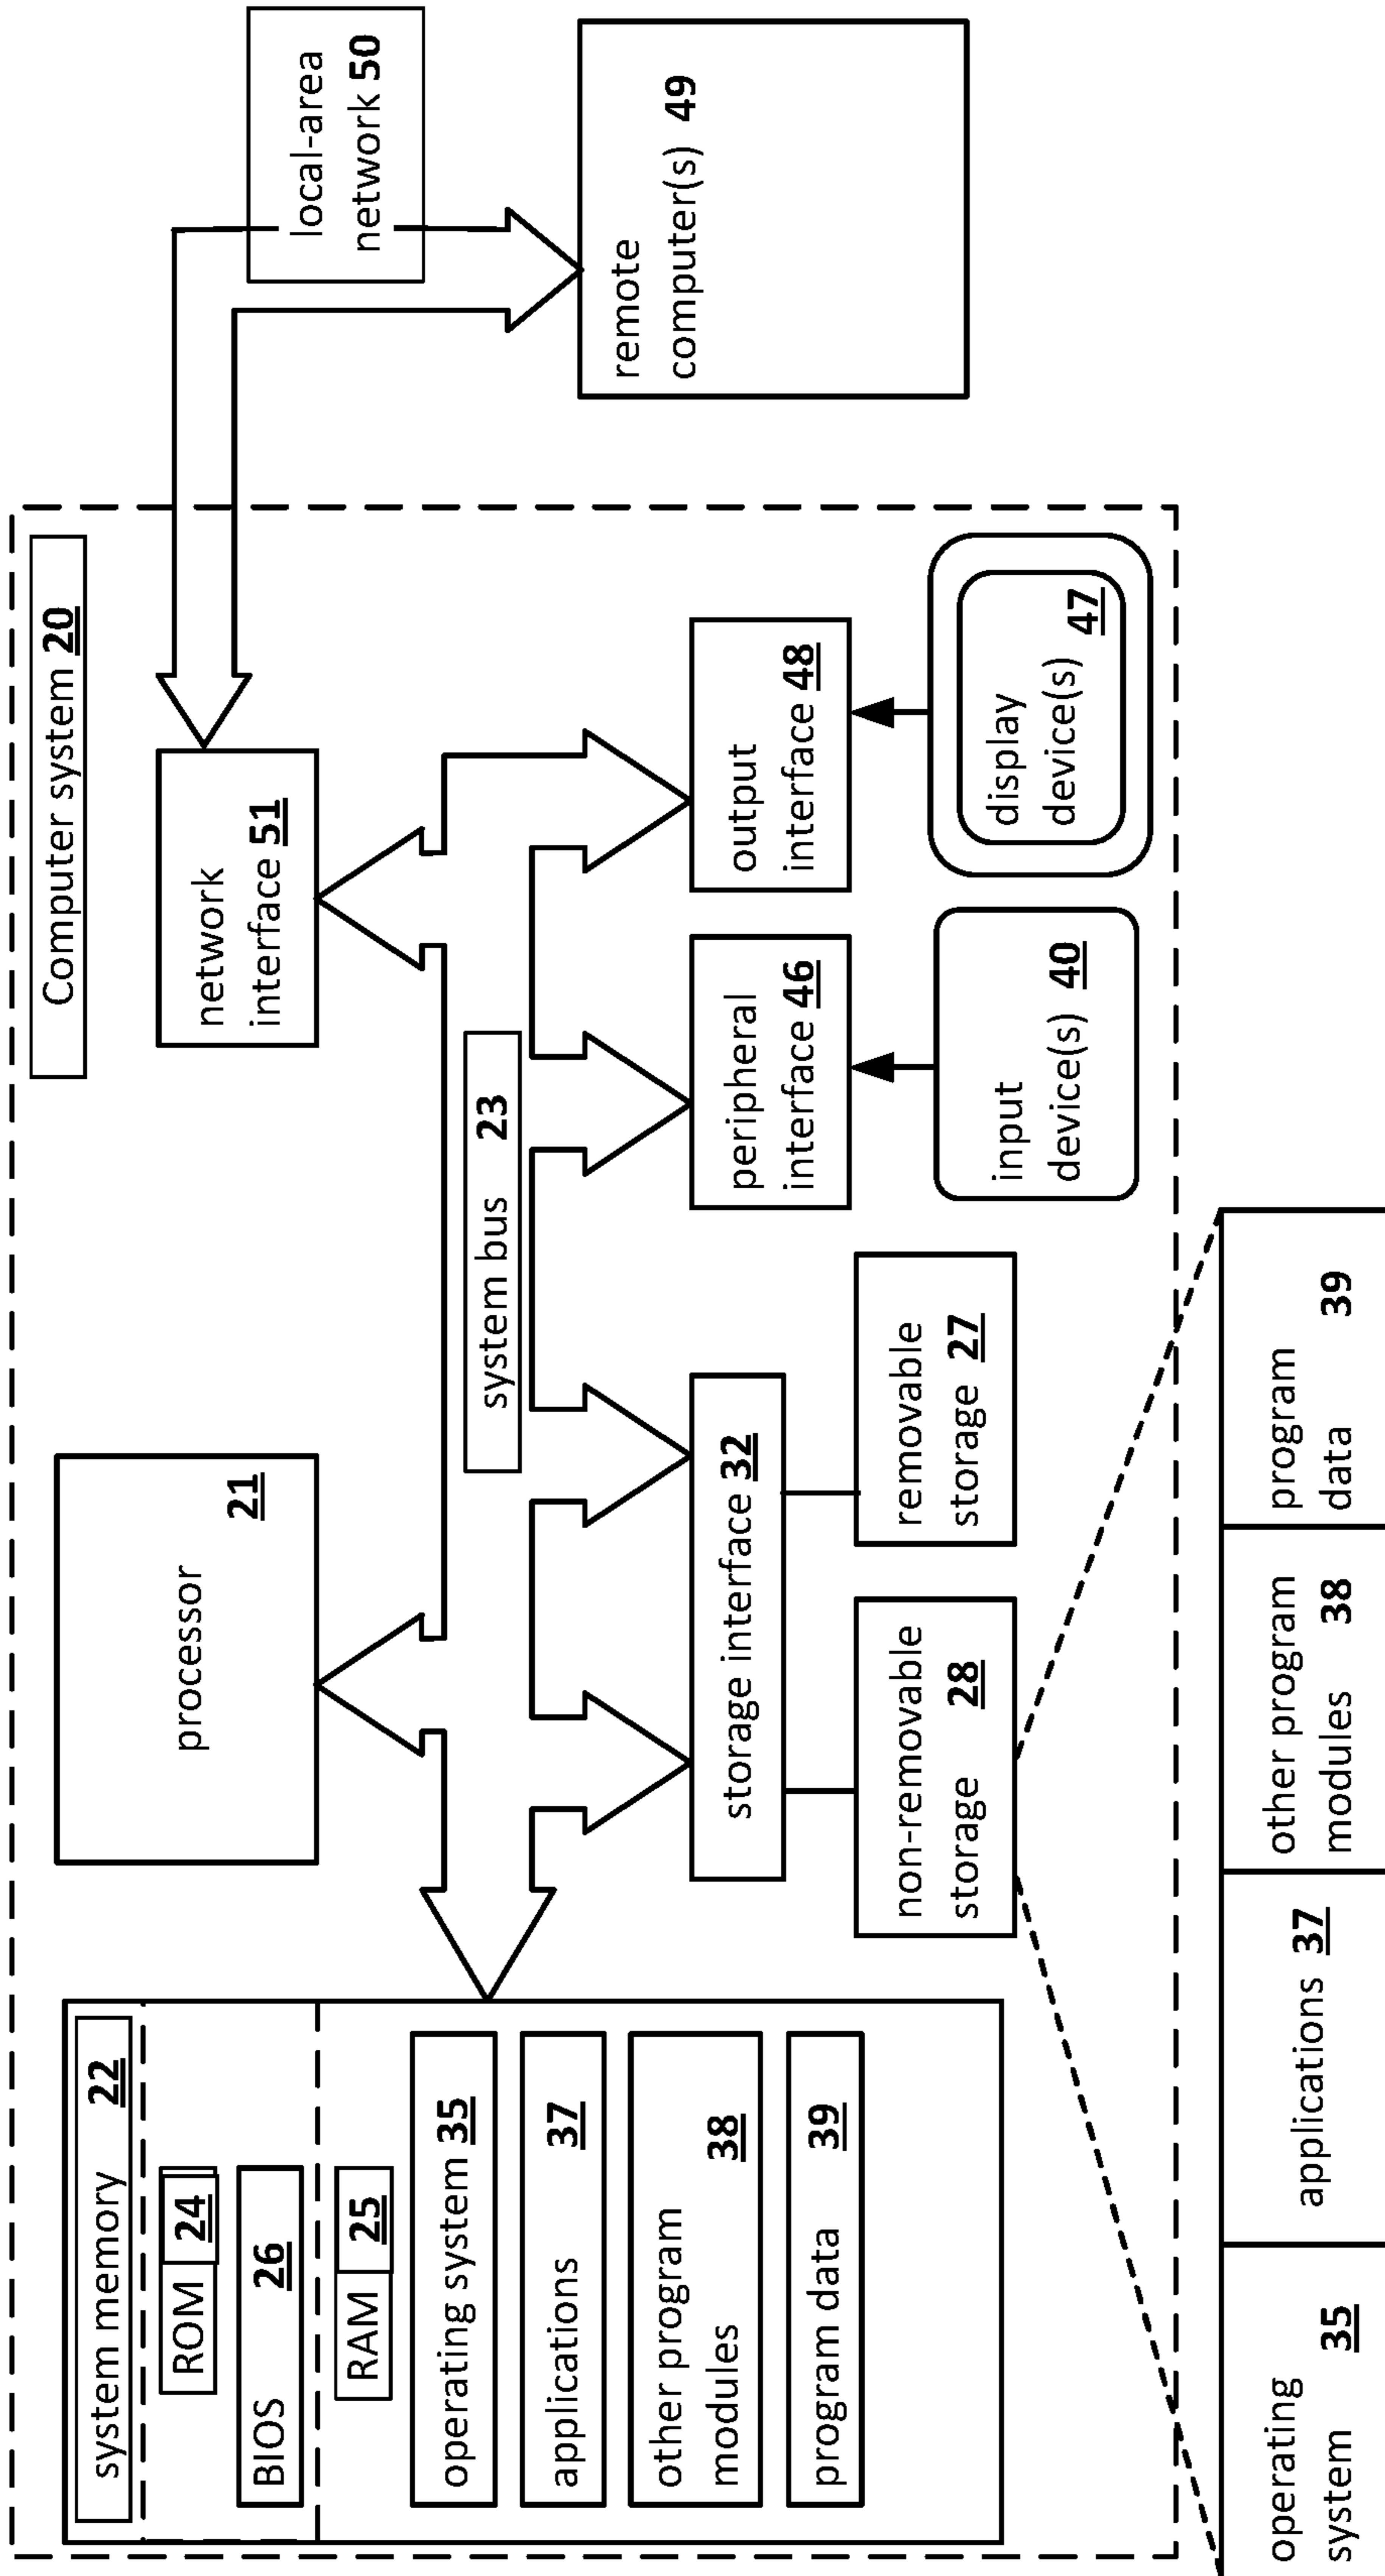 Computer system 20
system memory 22
ROM 24
BIOS 26
RAM 25
operating system 35
applications 37
other program
modules 38
program data 39
processor
21
network
interface 51
local-area
network 50
system bus 23
storage interface 32
non-removable
storage 28
removable
storage 27
peripheral
interface 46
output
interface 48
input
device(s) 40
display
device(s) 47
remote
computer(s) 49
operating
system 35
applications 37
other program
modules 38
program
data 39